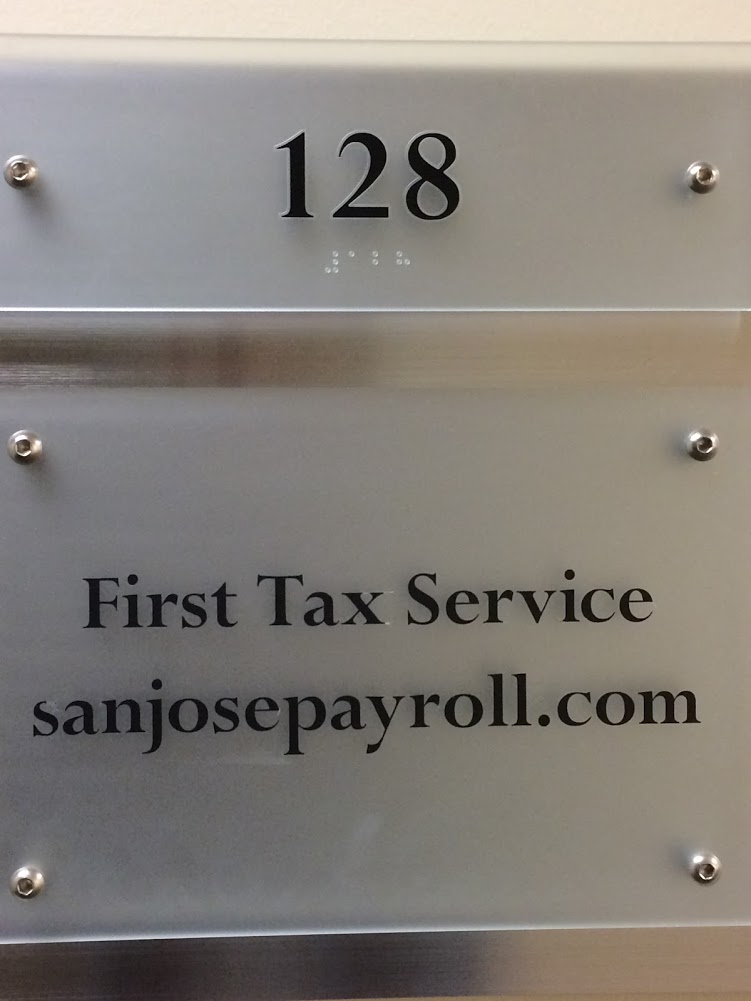 128
⠼⠁⠃⠓
First Tax Service
sanjosepayroll.com